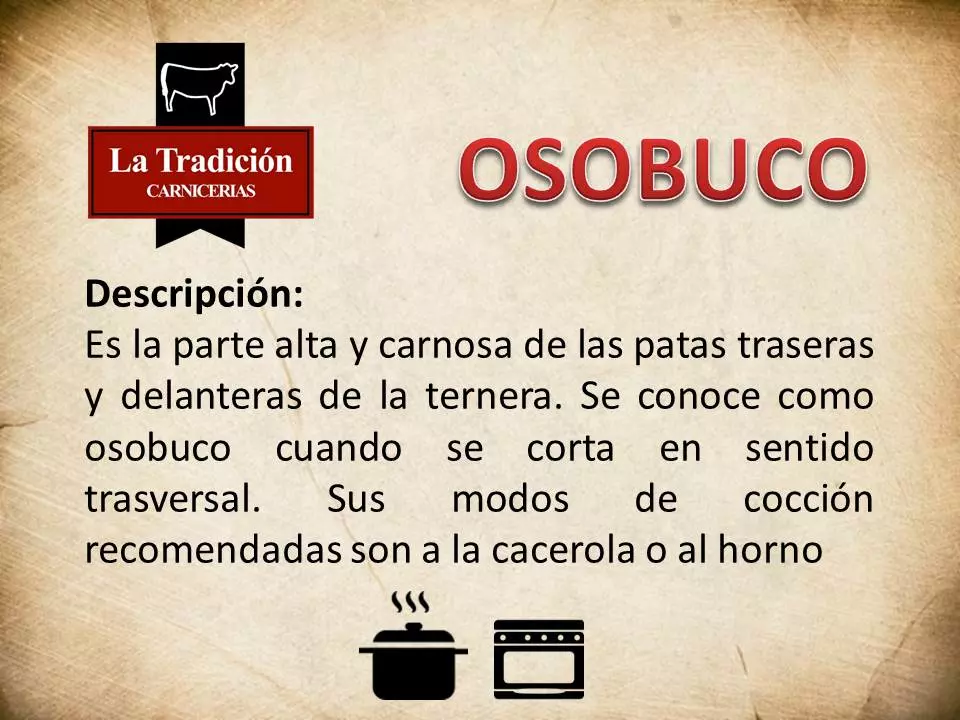 La Tradición
CARNICERIAS
OSOBUCO
Descripción:
Es la parte alta y carnosa de las patas traseras
y delanteras de la ternera. Se conoce como
osobuco cuando se corta en sentido
trasversal. Sus modos de cocción
recomendadas son a la cacerola o al horno